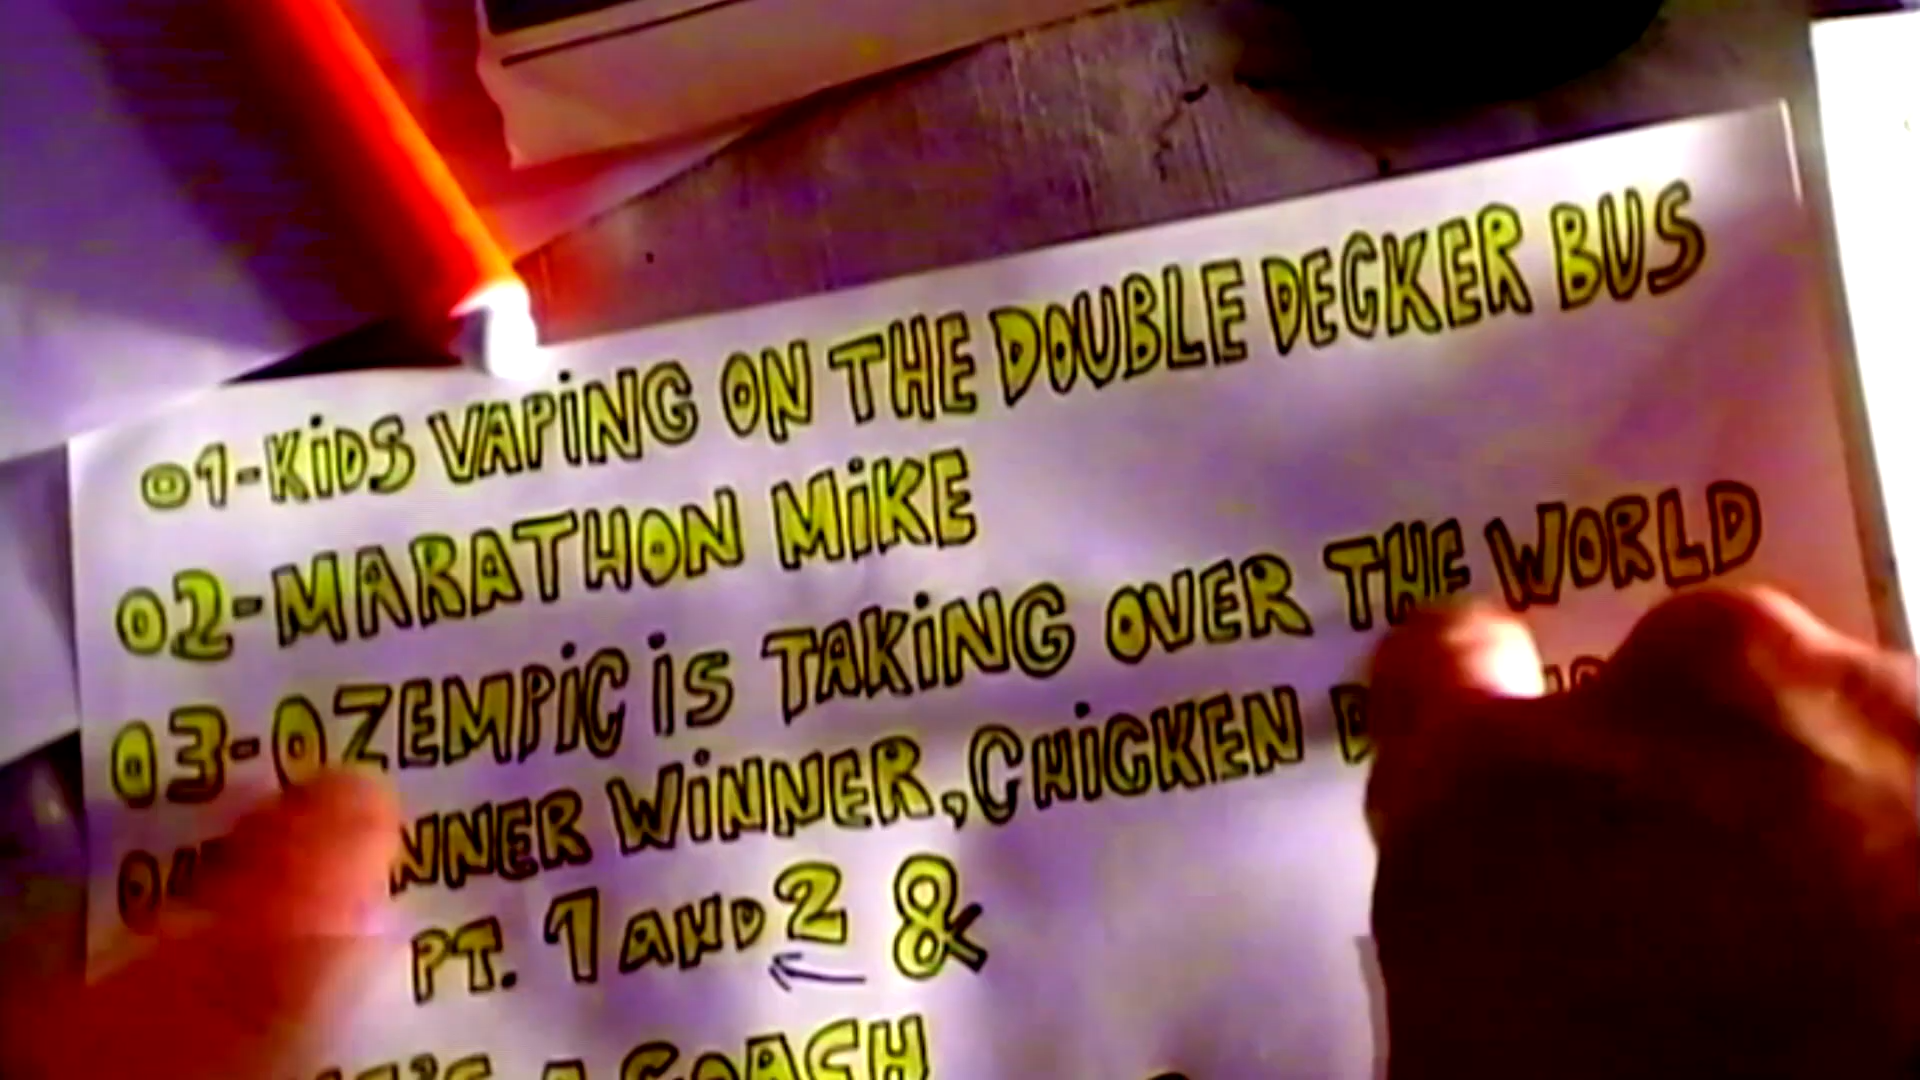 01-KiDS VAPiNG ON THE DOUBLE DECKER BUS
02-MARATHON MiKE
03-OZEMPiC iS TAKiNG OVER THE WORLD
WiNNER, CHiCKEN
PT. 1 AND 2 &
A COACH